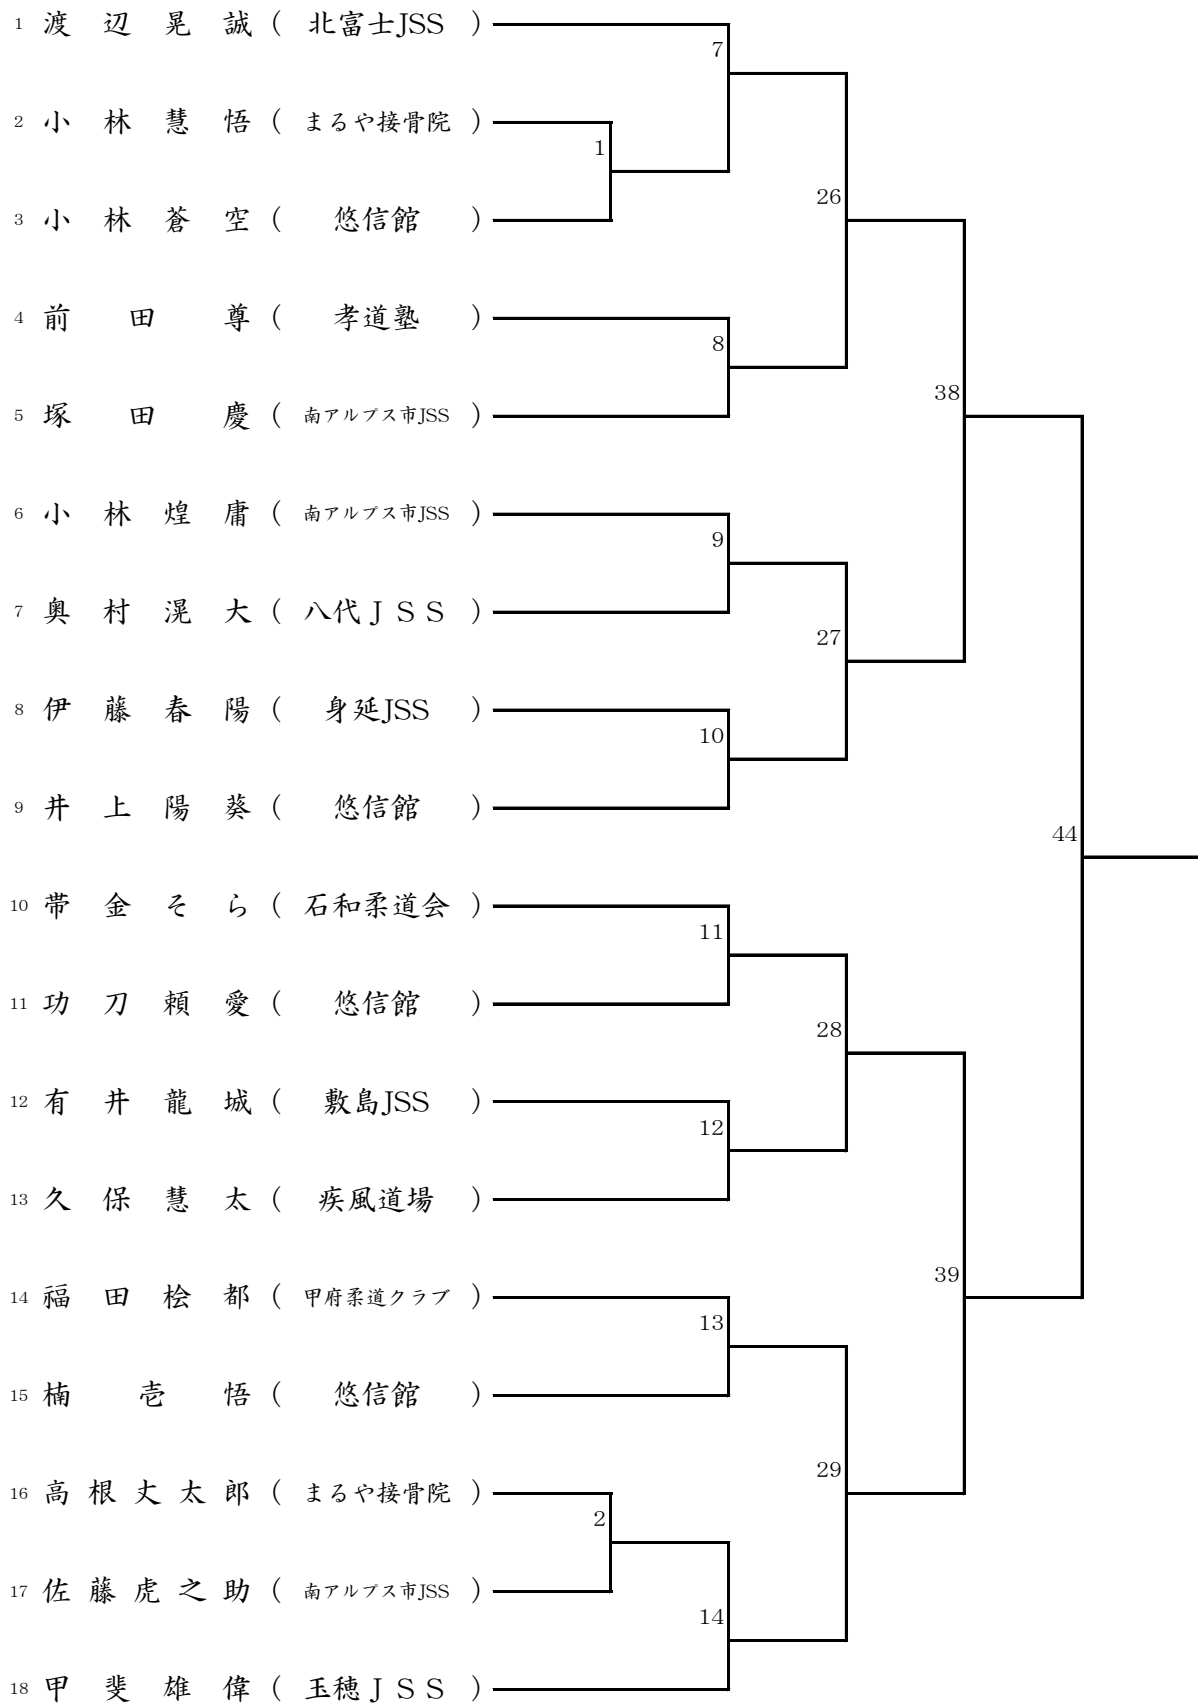 1 渡辺晃誠（北富士JSS）
7
2 小林慧悟（まるや接骨院）
1
26
3 小林蒼空（悠信館）
4 前田尊（孝道塾）
8
38
5 塚田慶（南アルプス市JSS）
6 小林煌庸（南アルプス市JSS）
9
7 奥村滉大（八代ＪＳＳ）
27
8 伊藤春陽（身延JSS）
10
9 井上陽葵（悠信館）
44
10 帯金そら（石和柔道会）
11
11 功刀頼愛（悠信館）
28
12 有井龍城（敷島JSS）
12
13 久保慧太（疾風道場）
39
14 福田桧都（甲府柔道クラブ）
13
15 楠壱悟（悠信館）
29
16 高根丈太郎（まるや接骨院）
2
17 佐藤虎之助（南アルプス市JSS）
14
18 甲斐雄偉（玉穂ＪＳＳ）